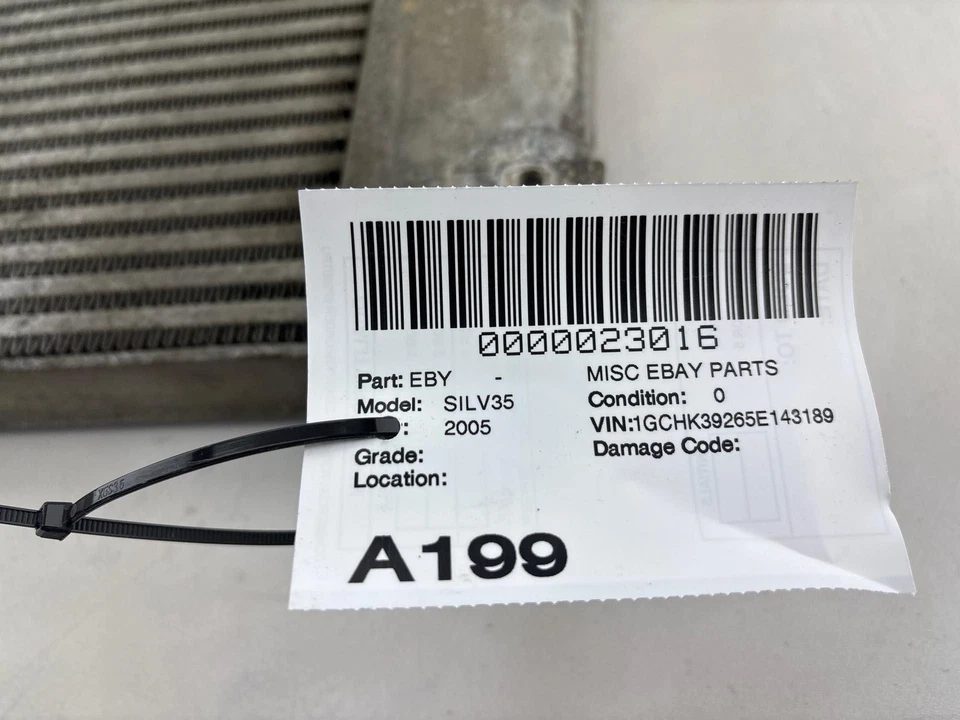 0000023016
Part: EBY -
MISC EBAY PARTS
Model: SILV35
Condition: 0
: 2005
VIN:1GCHK39265E143189
Grade:
Damage Code:
Location:
A199